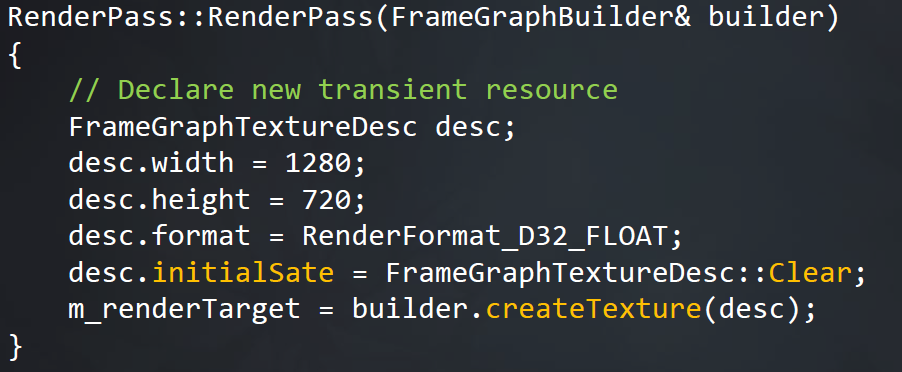 RenderPass::RenderPass(FrameGraphBuilder& builder)
{
    // Declare new transient resource
    FrameGraphTextureDesc desc;
    desc.width = 1280;
    desc.height = 720;
    desc.format = RenderFormat_D32_FLOAT;
    desc.initialSate = FrameGraphTextureDesc::Clear;
    m_renderTarget = builder.createTexture(desc);
}